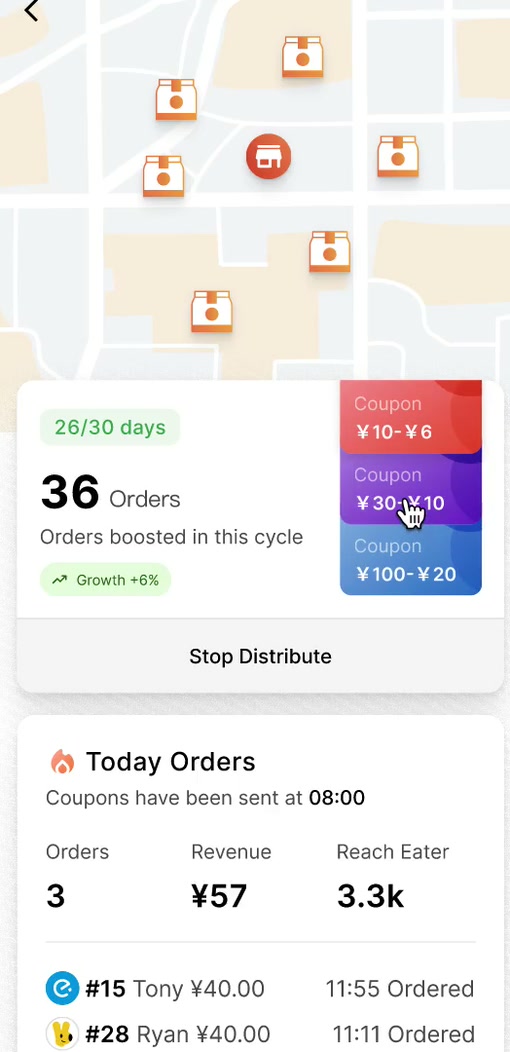 26/30 days
36 Orders
Orders boosted in this cycle
Growth +6%
Coupon
¥10-¥6
Coupon
¥30-¥10
Coupon
¥100-¥20
Stop Distribute
Today Orders
Coupons have been sent at 08:00
Orders Revenue Reach Eater
3 ¥57 3.3k
#15 Tony ¥40.00 11:55 Ordered
#28 Ryan ¥40.00 11:11 Ordered